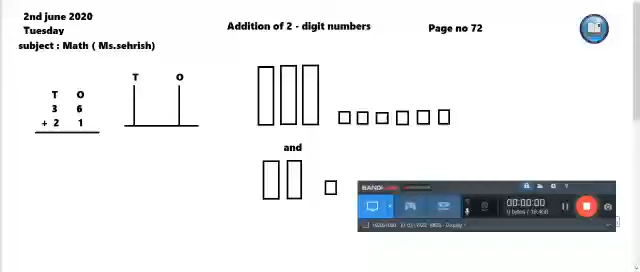 2nd june 2020
Tuesday
subject : Math ( Ms.sehrish)
Addition of 2 - digit numbers
Page no 72
T O
T O
3 6
+ 2 1
and
00:00:00